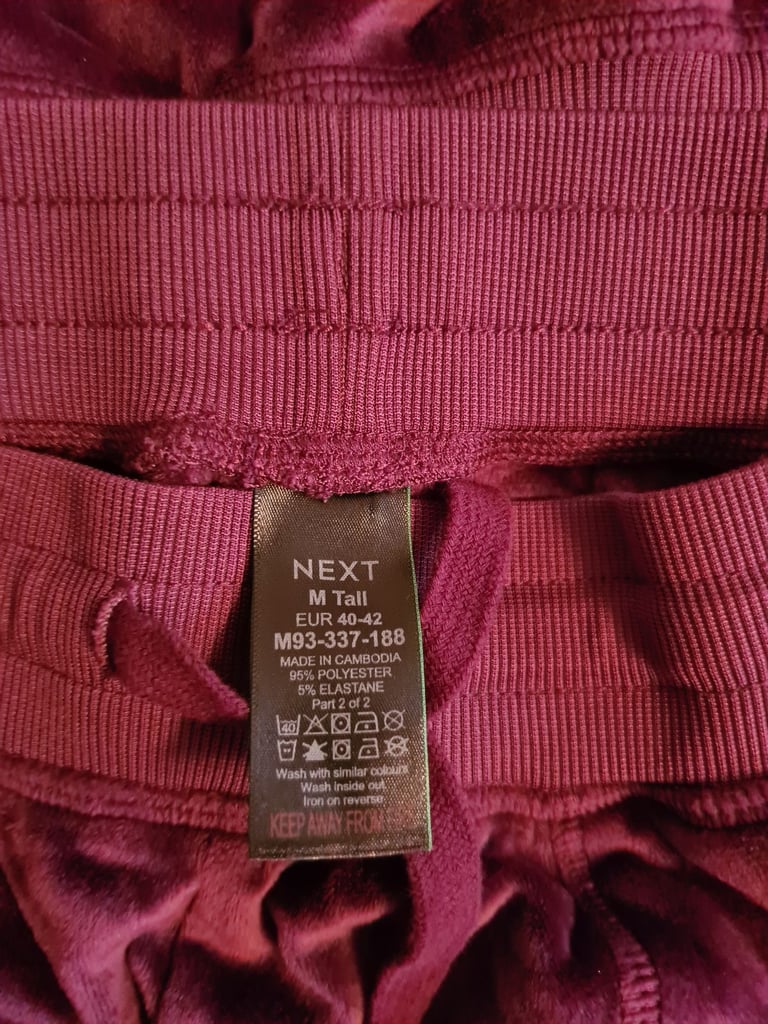 NEXT
M Tall
EUR 40-42
M93-337-188
MADE IN CAMBODIA
95% POLYESTER
5% ELASTANE
Part 2 of 2
40
Wash with similar colours
Wash inside out.
Iron on reverse
KEEP AWAY FROM